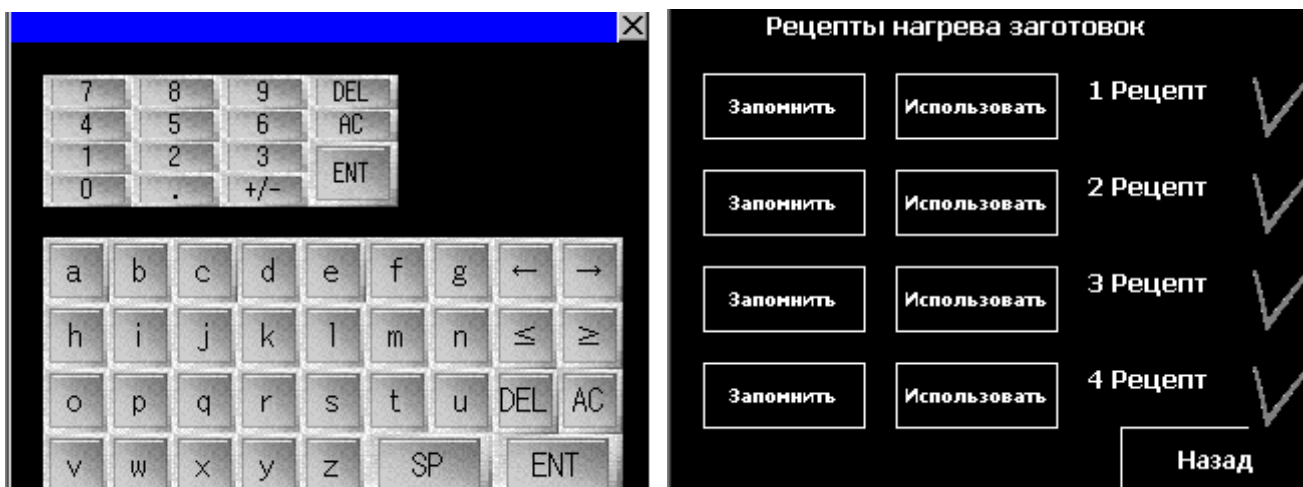 7 8 9 DEL
4 5 6 AC
1 2 3 ENT
0 . +/-
a b c d e f g ← →
h i j k l m n ≤ ≥
o p q r s t u DEL AC
v w x y z SP ENT
Рецепты нагрева заготовок
Запомнить Использовать 1 Рецепт
Запомнить Использовать 2 Рецепт
Запомнить Использовать 3 Рецепт
Запомнить Использовать 4 Рецепт
Назад